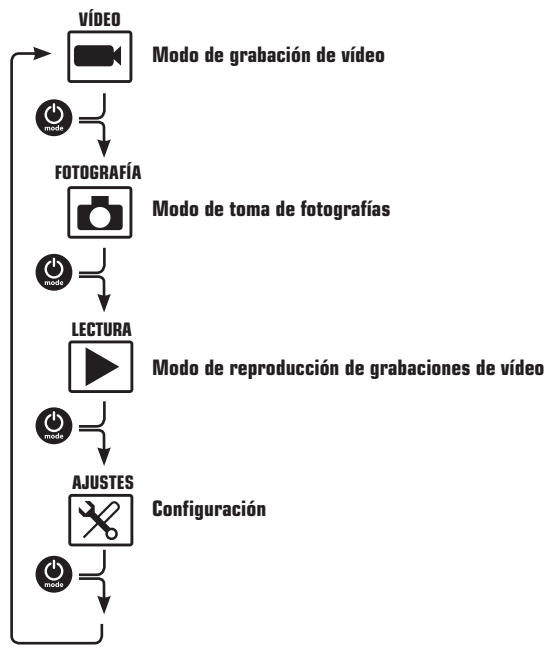 VÍDEO
Modo de grabación de vídeo
mode
FOTOGRAFÍA
Modo de toma de fotografías
mode
LECTURA
Modo de reproducción de grabaciones de vídeo
mode
AJUSTES
Configuración
mode